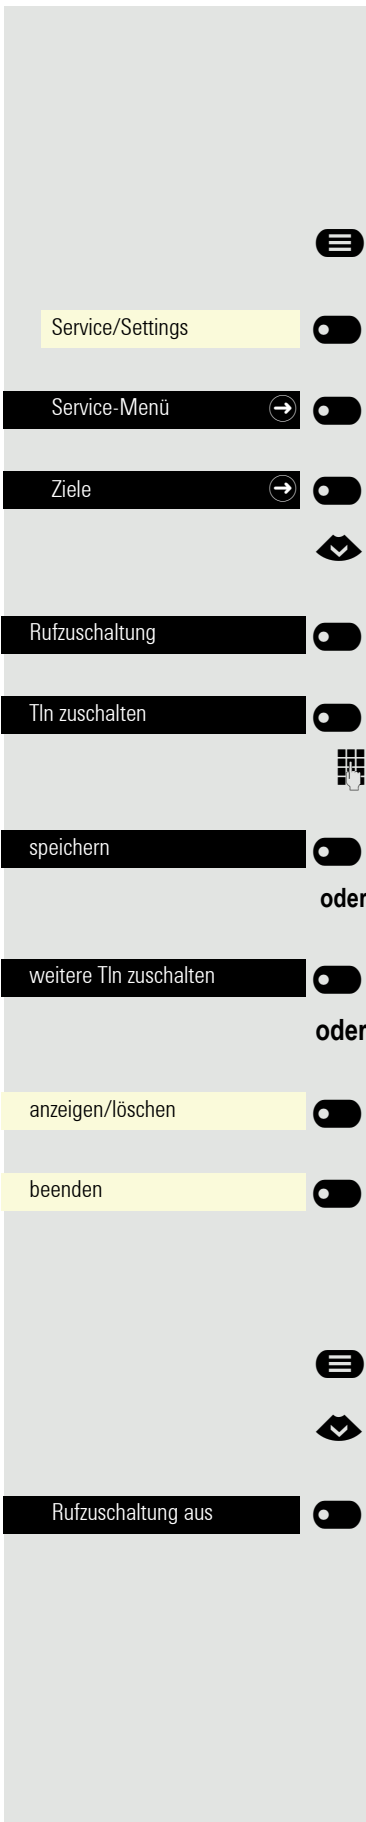 Service/Settings
Service-Menü
Ziele
Rufzuschaltung
Tln zuschalten
speichern
oder
weitere Tln zuschalten
oder
anzeigen/löschen
beenden
Rufzuschaltung aus